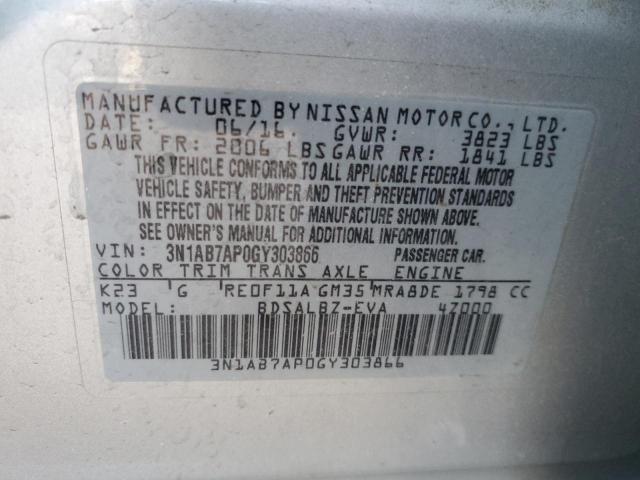 MANUFACTURED BY NISSAN MOTOR CO., LTD.
DATE: 06/16 GVWR: 3823 LBS
GAWR FR: 2006 LBS GAWR RR: 1841 LBS
THIS VEHICLE CONFORMS TO ALL APPLICABLE FEDERAL MOTOR
VEHICLE SAFETY, BUMPER AND THEFT PREVENTION STANDARDS
IN EFFECT ON THE DATE OF MANUFACTURE SHOWN ABOVE.
SEE OWNER'S MANUAL FOR ADDITIONAL INFORMATION.
VIN: 3N1AB7AP0GY303866 PASSENGER CAR.
COLOR TRIM TRANS AXLE ENGINE
K23 G RE0F11A GM35 MRA8DE 1798 CC
MODEL: BDSALBZ-EVA 4Z000
3N1AB7AP0GY303866